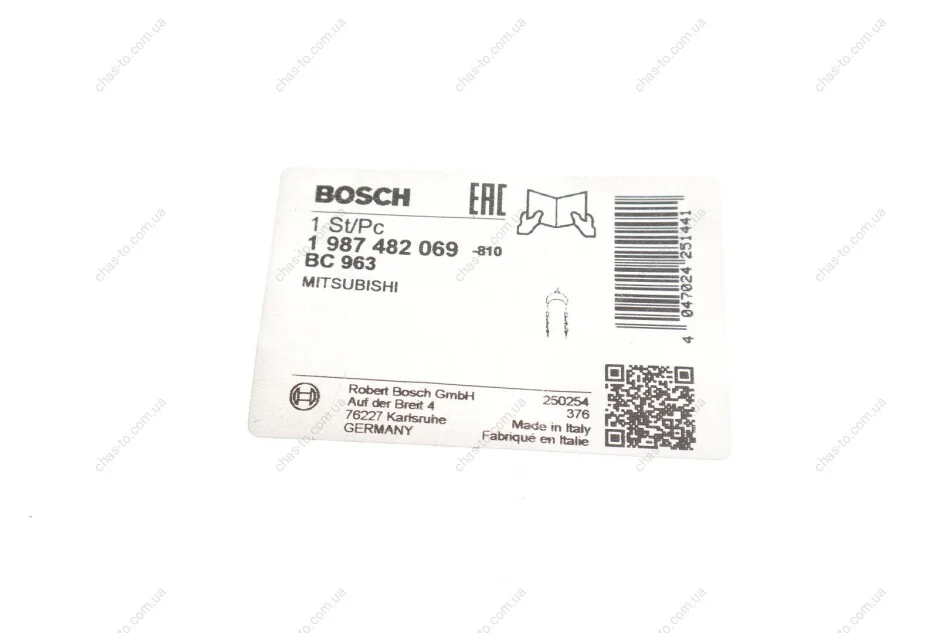 BOSCH
EAC
1 St/Pc
1 987 482 069 -810
BC 963
MITSUBISHI
4 047024 251441
Robert Bosch GmbH
Auf der Breit 4
76227 Karlsruhe
GERMANY
250254
376
Made in Italy
Fabriqué en Italie
chas-to.com.ua